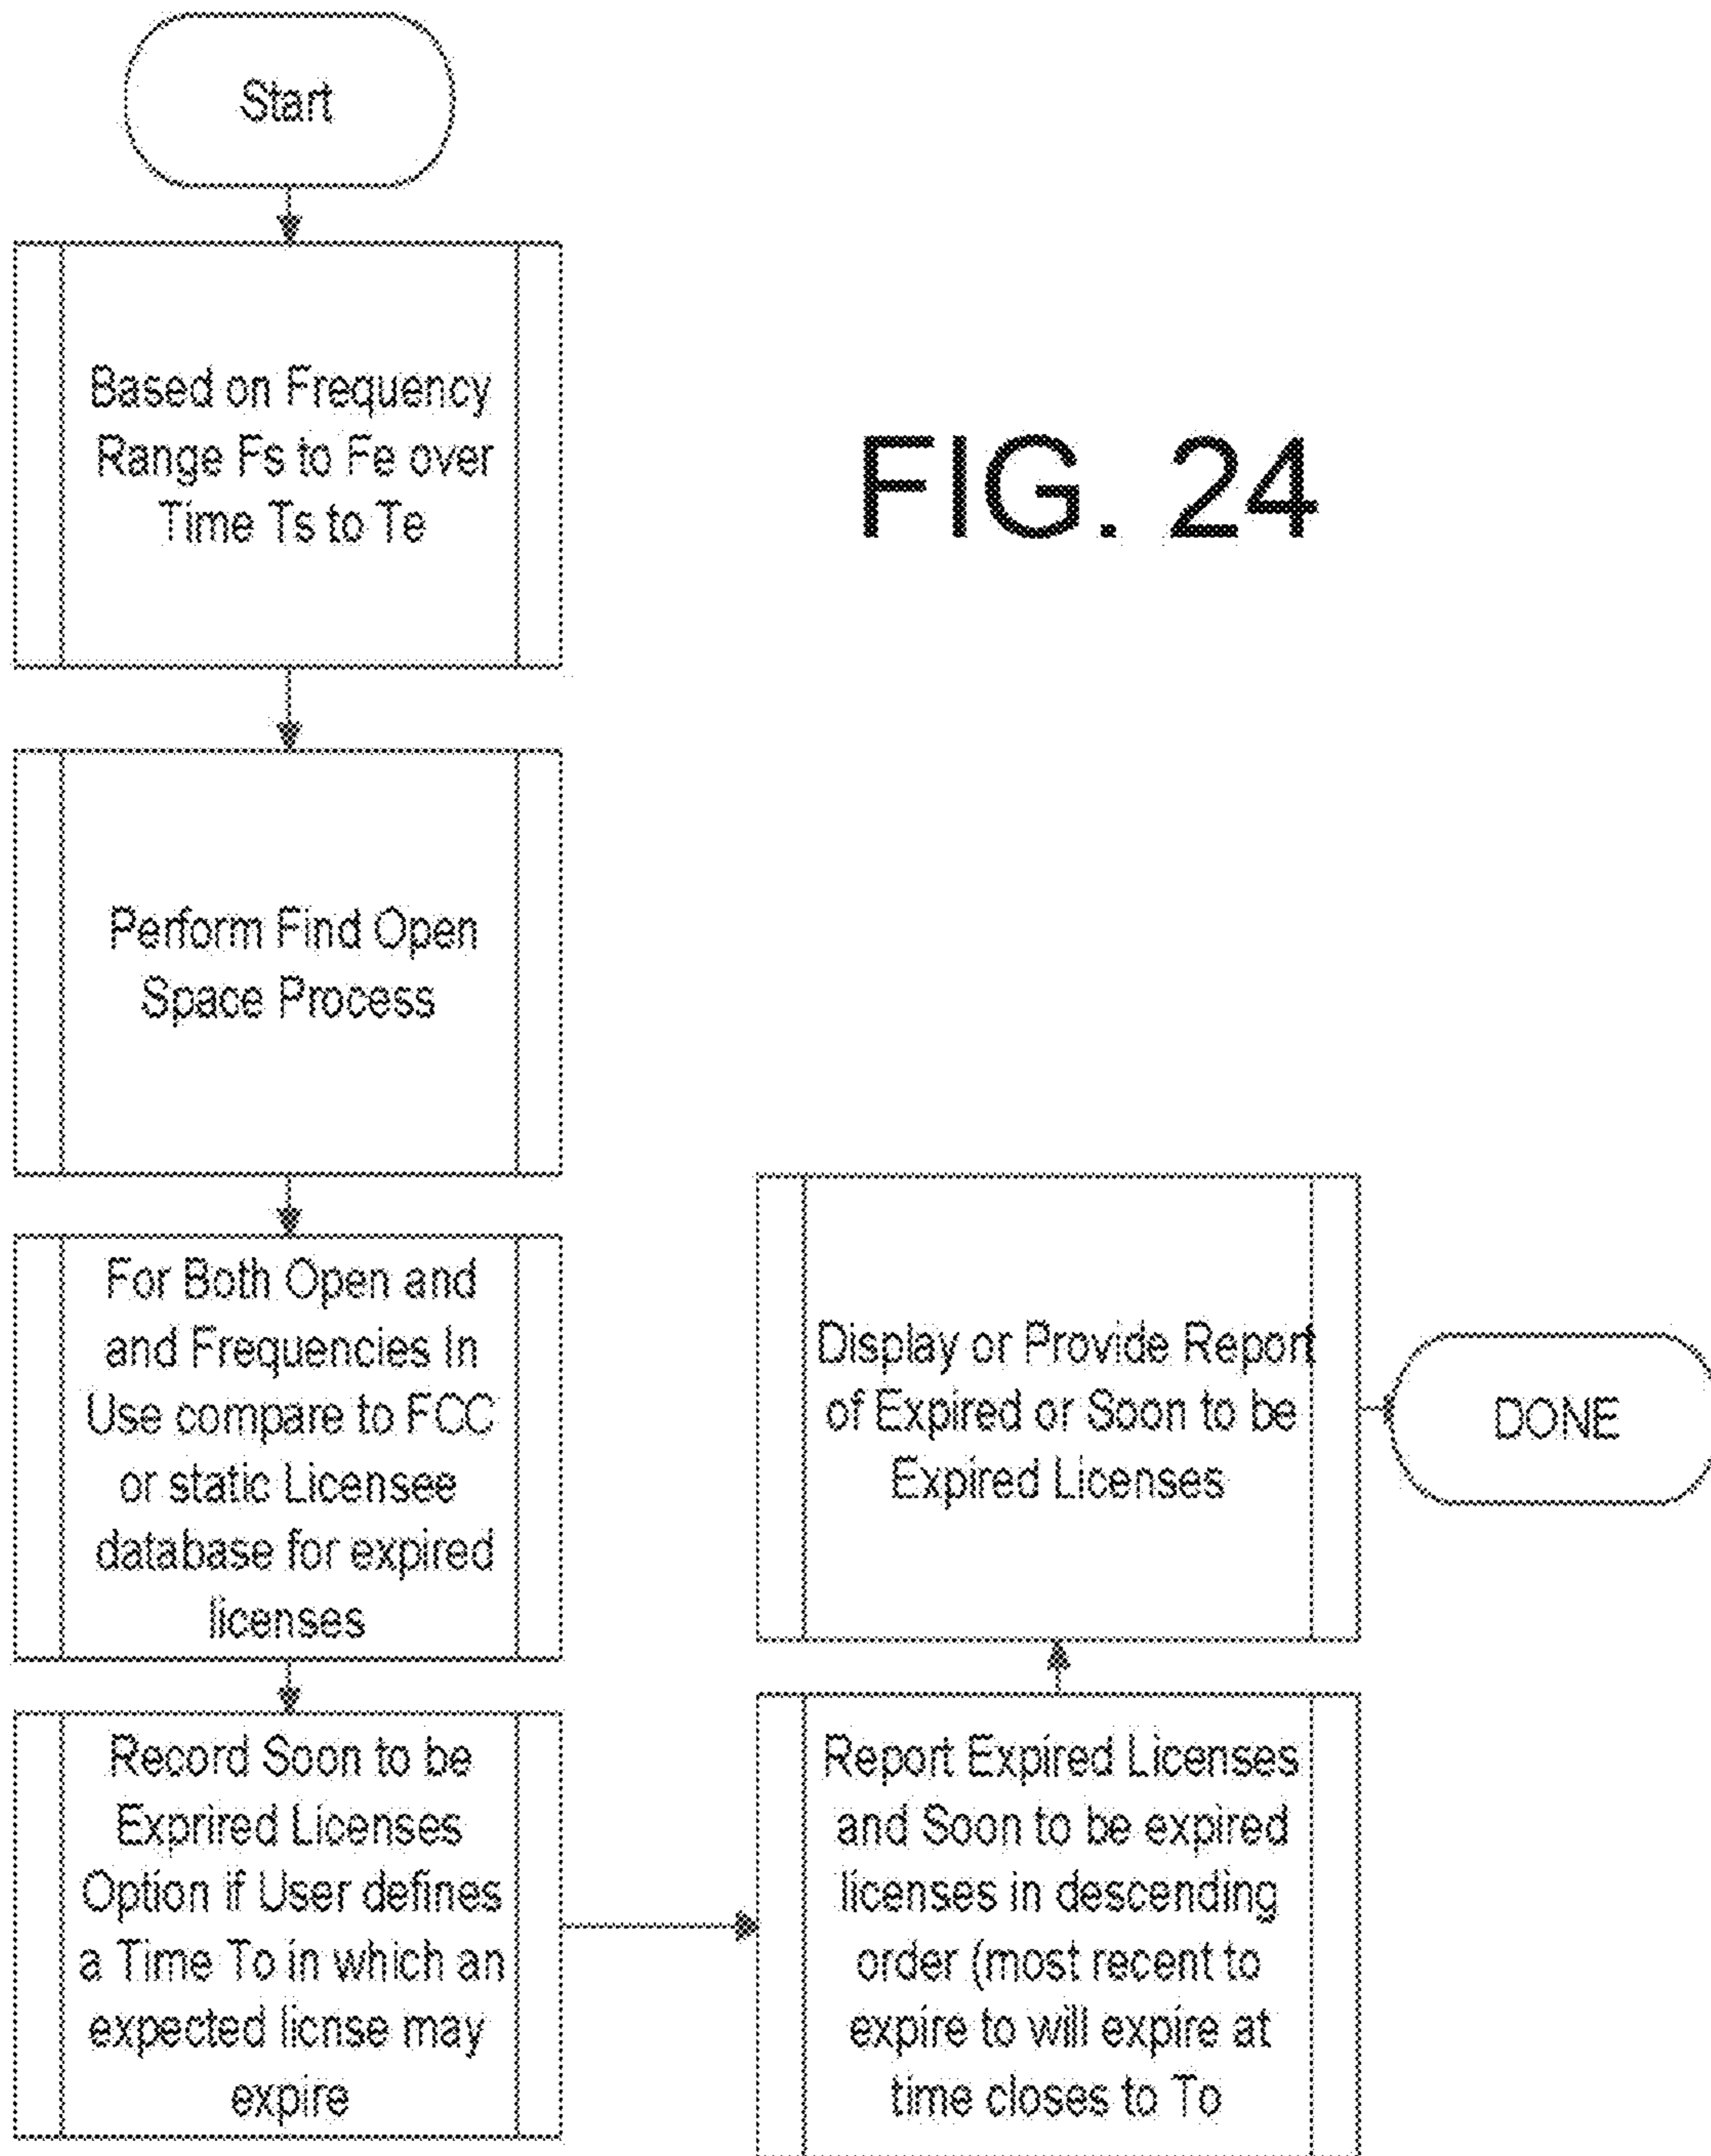 Start
Based on Frequency
Range Fs to Fe over
Time Ts to Te
FIG. 24
Perform Find Open
Space Process
For Both Open and
and Frequencies In
Use compare to FCC
or static Licensee
database for expired
licenses
Record Soon to be
Exprired Licenses
Option if User defines
a Time To in which an
expected licnse may
expire
Report Expired Licenses
and Soon to be expired
licenses in descending
order (most recent to
expire to will expire at
time closes to To
Display or Provide Report
of Expired or Soon to be
Expired Licenses
DONE